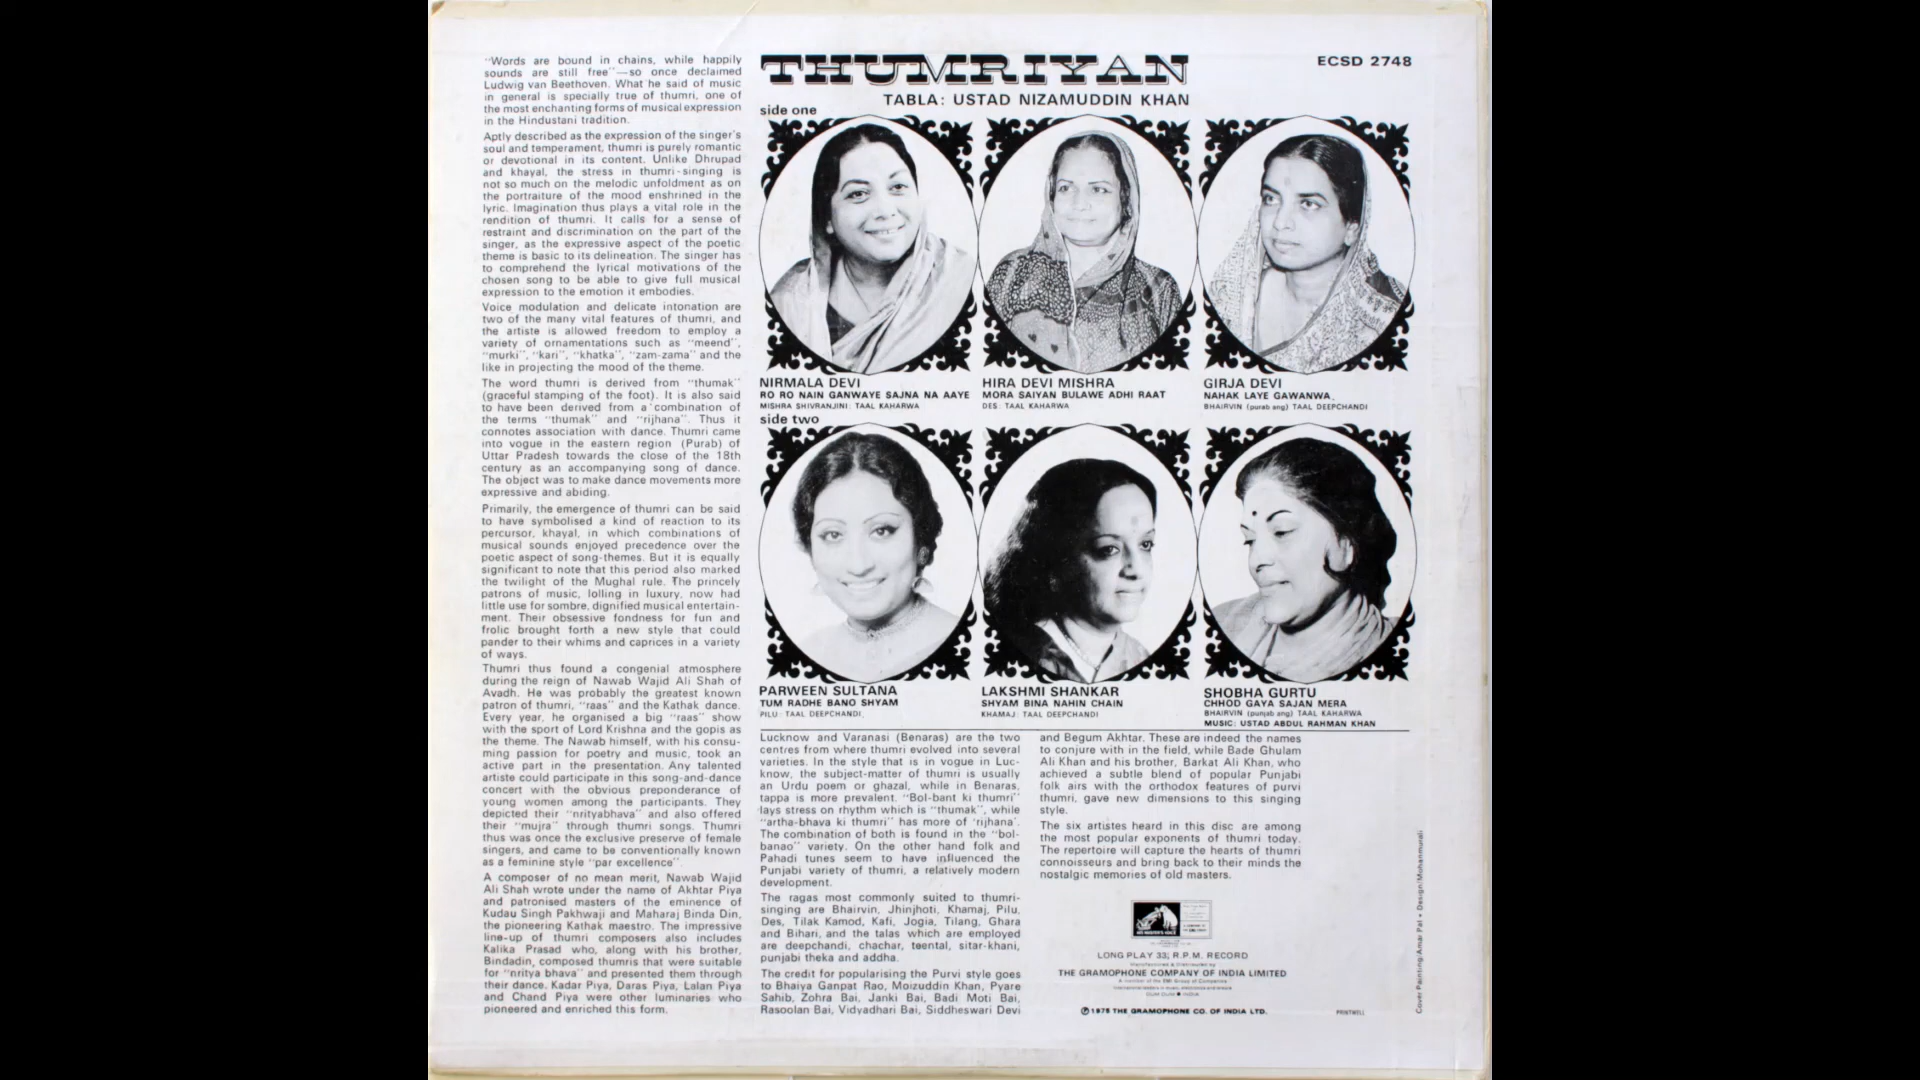 "Words are bound in chains, while happily
sounds are still free"—so once declaimed
Ludwig van Beethoven. What he said of music
in general is specially true of thumri, one of
the most enchanting forms of musical expression
in the Hindustani tradition.
Aptly described as the expression of the singer's
soul and temperament, thumri is purely romantic
or devotional in its content. Unlike Dhrupad
and khayal, the stress in thumri-singing is
not so much on the melodic unfoldment as on
the portraiture of the mood enshrined in the
lyric. Imagination thus plays a vital role in the
rendition of thumri. It calls for a sense of
restraint and discrimination on the part of the
singer, as the expressive aspect of the poetic
theme is basic to its delineation. The singer has
to comprehend the lyrical motivations of the
chosen song to be able to give full musical
expression to the emotion it embodies.
Voice modulation and delicate intonation are
two of the many vital features of thumri, and
the artiste is allowed freedom to employ a
variety of ornamentations such as "meend",
"murki", "kari", "khatka", "zam-zama" and the
like in projecting the mood of the theme.
The word thumri is derived from "thumak"
(graceful stamping of the foot). It is also said
to have been derived from a combination of
the terms "thumak" and "rijhana". Thus it
connotes association with dance. Thumri came
into vogue in the eastern region (Purab) of
Uttar Pradesh towards the close of the 18th
century as an accompanying song of dance.
The object was to make dance movements more
expressive and abiding.
Primarily, the emergence of thumri can be said
to have symbolised a kind of reaction to its
percursor, khayal, in which combinations of
musical sounds enjoyed precedence over the
poetic aspect of song-themes. But it is equally
significant to note that this period also marked
the twilight of the Mughal rule. The princely
patrons of music, lolling in luxury, now had
little use for sombre, dignified musical entertain-
ment. Their obsessive fondness for fun and
frolic brought forth a new style that could
pander to their whims and caprices in a variety
of ways.
Thumri thus found a congenial atmosphere
during the reign of Nawab Wajid Ali Shah of
Avadh. He was probably the greatest known
patron of thumri, "raas" and the Kathak dance.
Every year, he organised a big "raas" show
with the sport of Lord Krishna and the gopis as
the theme. The Nawab himself, with his consu-
ming passion for poetry and music, took an
active part in the presentation. Any talented
artiste could participate in this song-and-dance
concert with the obvious preponderance of
young women among the participants. They
depicted their "nrityabhava" and also offered
their "mujra" through thumri songs. Thumri
thus was once the exclusive preserve of female
singers, and came to be conventionally known
as a feminine style "par excellence".
A composer of no mean merit, Nawab Wajid
Ali Shah wrote under the name of Akhtar Piya
and patronised masters of the eminence of
Kudau Singh Pakhwaji and Maharaj Binda Din,
the pioneering Kathak maestro. The impressive
line-up of thumri composers also includes
Kalika Prasad who, along with his brother,
Bindadin, composed thumris that were suitable
for "nritya bhava" and presented them through
their dance. Kadar Piya, Daras Piya, Lalan Piya
and Chand Piya were other luminaries who
pioneered and enriched this form.
THUMRIYAN
ECSD 2748
TABLA: USTAD NIZAMUDDIN KHAN
side one
NIRMALA DEVI
RO RO NAIN GANWAYE SAJNA NA AAYE
MISHRA SHIVRANJINI: TAAL KAHARWA
HIRA DEVI MISHRA
MORA SAIYAN BULAWE ADHI RAAT
DES: TAAL KAHARWA
GIRJA DEVI
NAHAK LAYE GAWANWA
BHAIRVIN (purab ang) TAAL DEEPCHANDI
side two
PARWEEN SULTANA
TUM RADHE BANO SHYAM
PILU: TAAL DEEPCHANDI
LAKSHMI SHANKAR
SHYAM BINA NAHIN CHAIN
KHAMAJ: TAAL DEEPCHANDI
SHOBHA GURTU
CHHOD GAYA SAJAN MERA
BHAIRVIN (punjab ang) TAAL KAHARWA
MUSIC: USTAD ABDUL RAHMAN KHAN
Lucknow and Varanasi (Benaras) are the two
centres from where thumri evolved into several
varieties. In the style that is in vogue in Luc-
know, the subject-matter of thumri is usually
an Urdu poem or ghazal, while in Benaras,
tappa is more prevalent. "Bol-bant ki thumri"
lays stress on rhythm which is "thumak", while
"artha-bhava ki thumri" has more of 'rijhana'.
The combination of both is found in the "bol-
banao" variety. On the other hand folk and
Pahadi tunes seem to have influenced the
Punjabi variety of thumri, a relatively modern
development.
The ragas most commonly suited to thumri-
singing are Bhairvin, Jhinjhoti, Khamaj, Pilu,
Des, Tilak Kamod, Kafi, Jogia, Tilang, Ghara
and Bihari, and the talas which are employed
are deepchandi, chachar, teental, sitar-khani,
punjabi theka and addha.
The credit for popularising the Purvi style goes
to Bhaiya Ganpat Rao, Moizuddin Khan, Pyare
Sahib, Zohra Bai, Janki Bai, Badi Moti Bai,
Rasoolan Bai, Vidyadhari Bai, Siddheswari Devi
and Begum Akhtar. These are indeed the names
to conjure with in the field, while Bade Ghulam
Ali Khan and his brother, Barkat Ali Khan, who
achieved a subtle blend of popular Punjabi
folk airs with the orthodox features of purvi
thumri, gave new dimensions to this singing
style.
The six artistes heard in this disc are among
the most popular exponents of thumri today.
The repertoire will capture the hearts of thumri
connoisseurs and bring back to their minds the
nostalgic memories of old masters.
HIS MASTER'S VOICE
LONG PLAY 33⅓ R.P.M. RECORD
Manufactured & Distributed by
THE GRAMOPHONE COMPANY OF INDIA LIMITED
A member of the EMI Group of Companies
International leaders in music, electronics and leisure
DUM DUM • INDIA
Ⓟ 1975 THE GRAMOPHONE CO. OF INDIA LTD.
PRINTWELL
Cover Painting: Amar Pal • Design: Mohanmurali